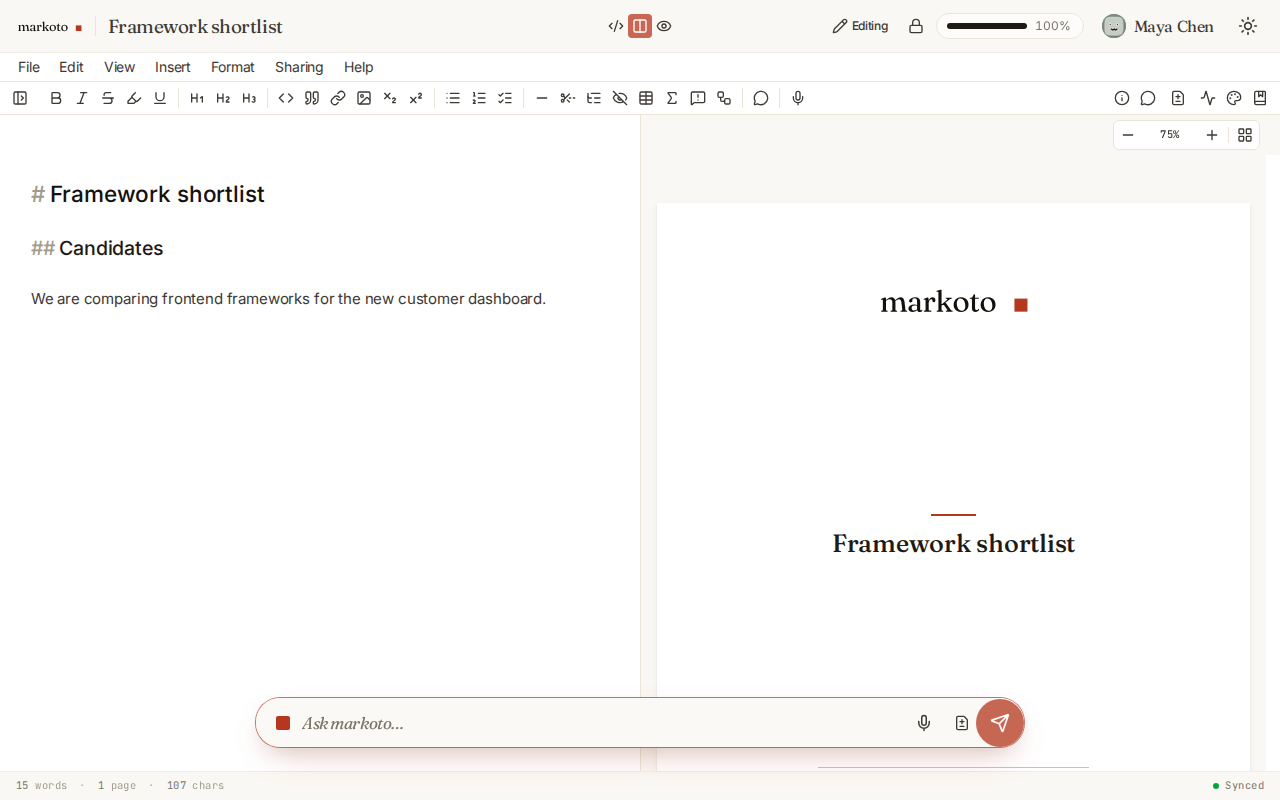 markoto
Framework shortlist
Editing
100%
Maya Chen
File Edit View Insert Format Sharing Help
H1 H2 H3
75%
# Framework shortlist
## Candidates
We are comparing frontend frameworks for the new customer dashboard.
markoto
Framework shortlist
Ask markoto...
15 words · 1 page · 107 chars
Synced